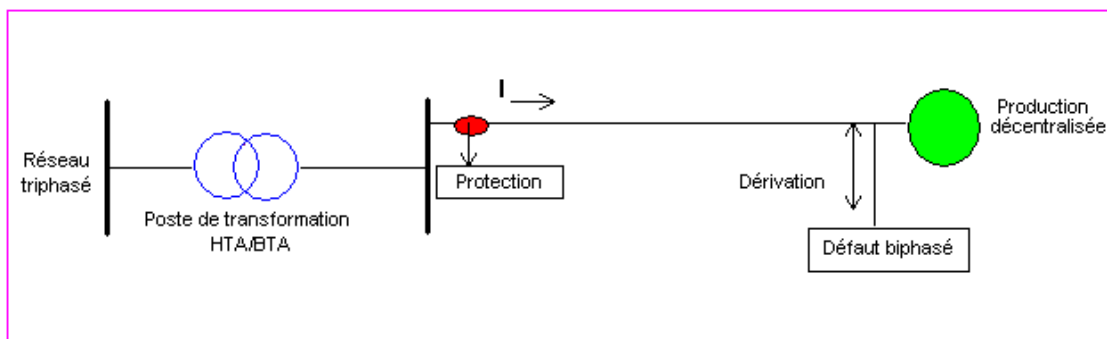 Réseau
triphasé
Poste de transformation
HTA/BTA
I
Protection
Dérivation
Défaut biphasé
Production
décentralisée